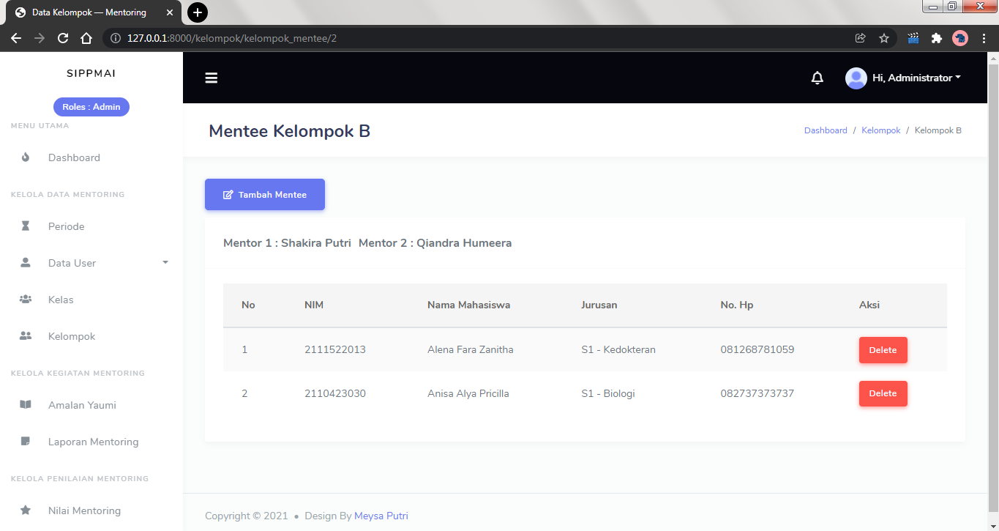 Data Kelompok — Mentoring
127.0.0.1:8000/kelompok/kelompok_mentee/2
SIPPMAI
Roles : Admin
MENU UTAMA
Dashboard
KELOLA DATA MENTORING
Periode
Data User
Kelas
Kelompok
KELOLA KEGIATAN MENTORING
Amalan Yaumi
Laporan Mentoring
KELOLA PENILAIAN MENTORING
Nilai Mentoring
Hi, Administrator
Mentee Kelompok B
Dashboard / Kelompok / Kelompok B
Tambah Mentee
Mentor 1 : Shakira Putri Mentor 2 : Qiandra Humeera
No NIM Nama Mahasiswa Jurusan No. Hp Aksi
1 2111522013 Alena Fara Zanitha S1 - Kedokteran 081268781059 Delete
2 2110423030 Anisa Alya Pricilla S1 - Biologi 082737373737 Delete
Copyright © 2021 • Design By Meysa Putri